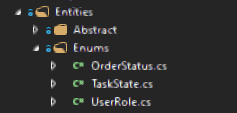 Entities
Abstract
Enums
C# OrderStatus.cs
C# TaskState.cs
C# UserRole.cs